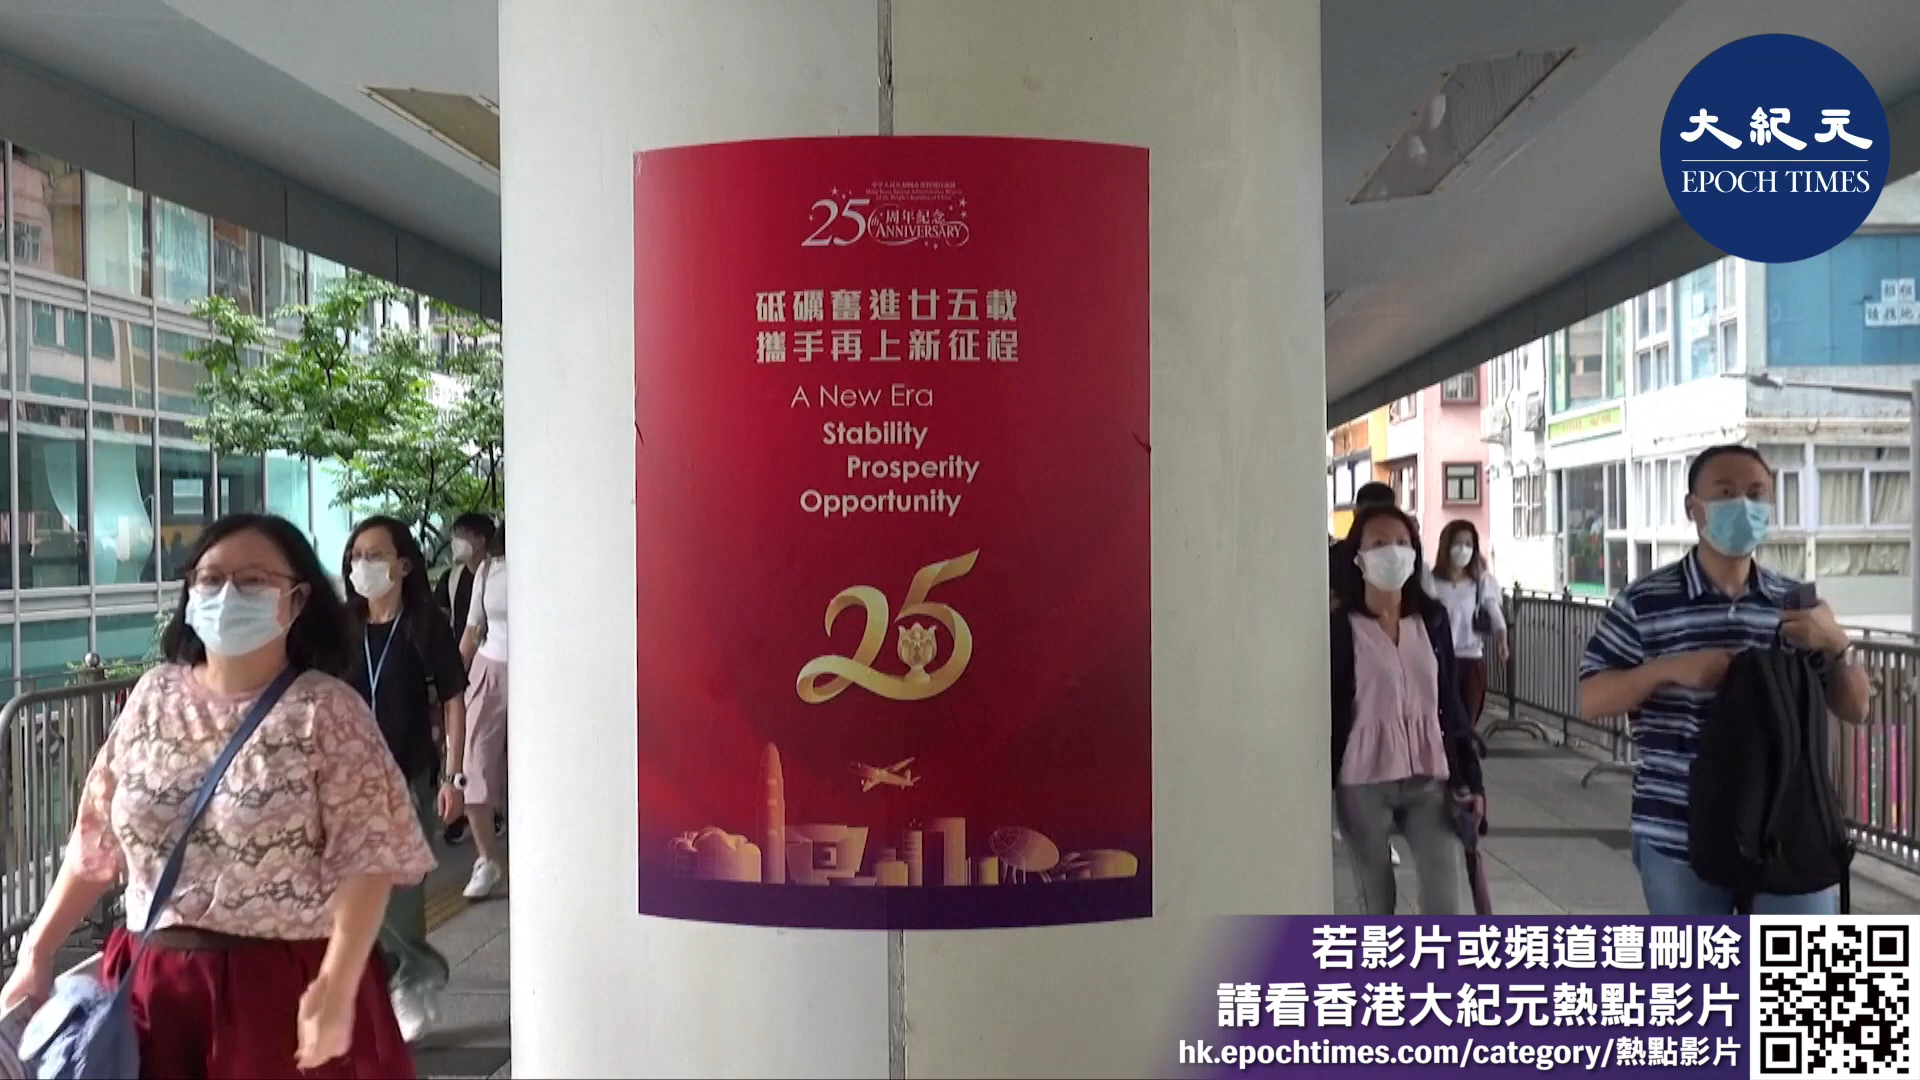 大紀元
EPOCH TIMES
25th
周年紀念
ANNIVERSARY
砥礪奮進廿五載
攜手再上新征程
A New Era
Stability
Prosperity
Opportunity
25
招租
若影片或頻道遭刪除
請看香港大紀元熱點影片
hk.epochtimes.com/category/熱點影片